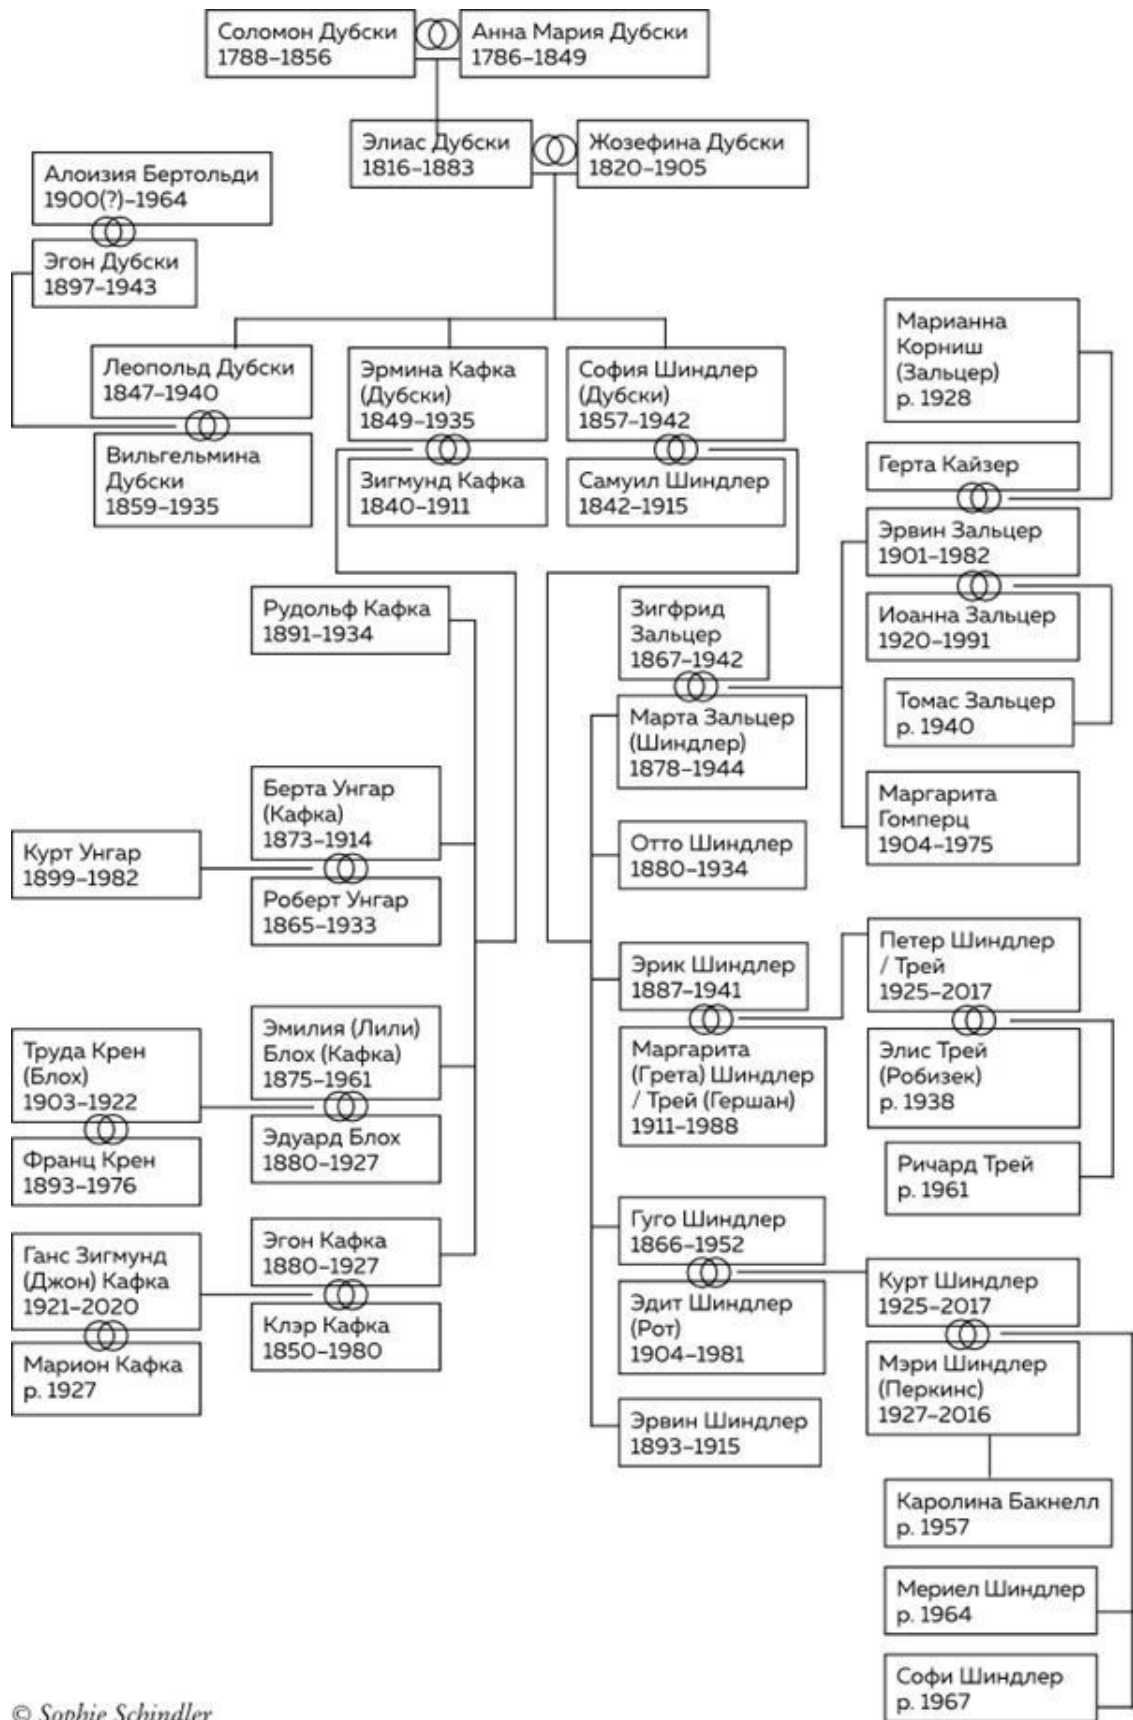 Соломон Дубски
1788–1856
Анна Мария Дубски
1786–1849
Элиас Дубски
1816–1883
Жозефина Дубски
1820–1905
Алоизия Бертольди
1900(?)–1964
Эгон Дубски
1897–1943
Леопольд Дубски
1847–1940
Вильгельмина
Дубски
1859–1935
Эрмина Кафка
(Дубски)
1849–1935
Зигмунд Кафка
1840–1911
София Шиндлер
(Дубски)
1857–1942
Самуил Шиндлер
1842–1915
Марианна
Корниш
(Зальцер)
р. 1928
Герта Кайзер
Эрвин Зальцер
1901–1982
Иоанна Зальцер
1920–1991
Томас Зальцер
р. 1940
Маргарита
Гомперц
1904–1975
Рудольф Кафка
1891–1934
Зигфрид
Зальцер
1867–1942
Марта Зальцер
(Шиндлер)
1878–1944
Берта Унгар
(Кафка)
1873–1914
Роберт Унгар
1865–1933
Курт Унгар
1899–1982
Отто Шиндлер
1880–1934
Эрик Шиндлер
1887–1941
Маргарита
(Грета) Шиндлер
/ Трей (Гершан)
1911–1988
Петер Шиндлер
/ Трей
1925–2017
Элис Трей
(Робизек)
р. 1938
Ричард Трей
р. 1961
Труда Крен
(Блох)
1903–1922
Франц Крен
1893–1976
Эмилия (Лили)
Блох (Кафка)
1875–1961
Эдуард Блох
1880–1927
Ганс Зигмунд
(Джон) Кафка
1921–2020
Марион Кафка
р. 1927
Эгон Кафка
1880–1927
Клэр Кафка
1850–1980
Гуго Шиндлер
1866–1952
Эдит Шиндлер
(Рот)
1904–1981
Эрвин Шиндлер
1893–1915
Курт Шиндлер
1925–2017
Мэри Шиндлер
(Перкинс)
1927–2016
Каролина Бакнелл
р. 1957
Мериел Шиндлер
р. 1964
Софи Шиндлер
р. 1967
© Sophie Schindler